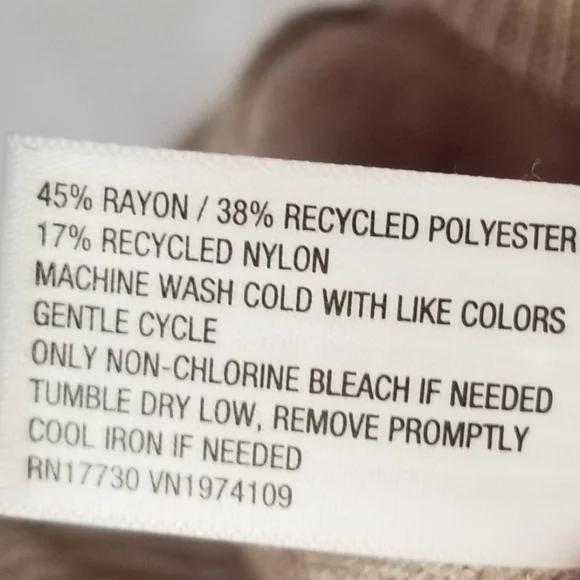 45% RAYON / 38% RECYCLED POLYESTER
17% RECYCLED NYLON
MACHINE WASH COLD WITH LIKE COLORS
GENTLE CYCLE
ONLY NON-CHLORINE BLEACH IF NEEDED
TUMBLE DRY LOW, REMOVE PROMPTLY
COOL IRON IF NEEDED
RN17730 VN1974109